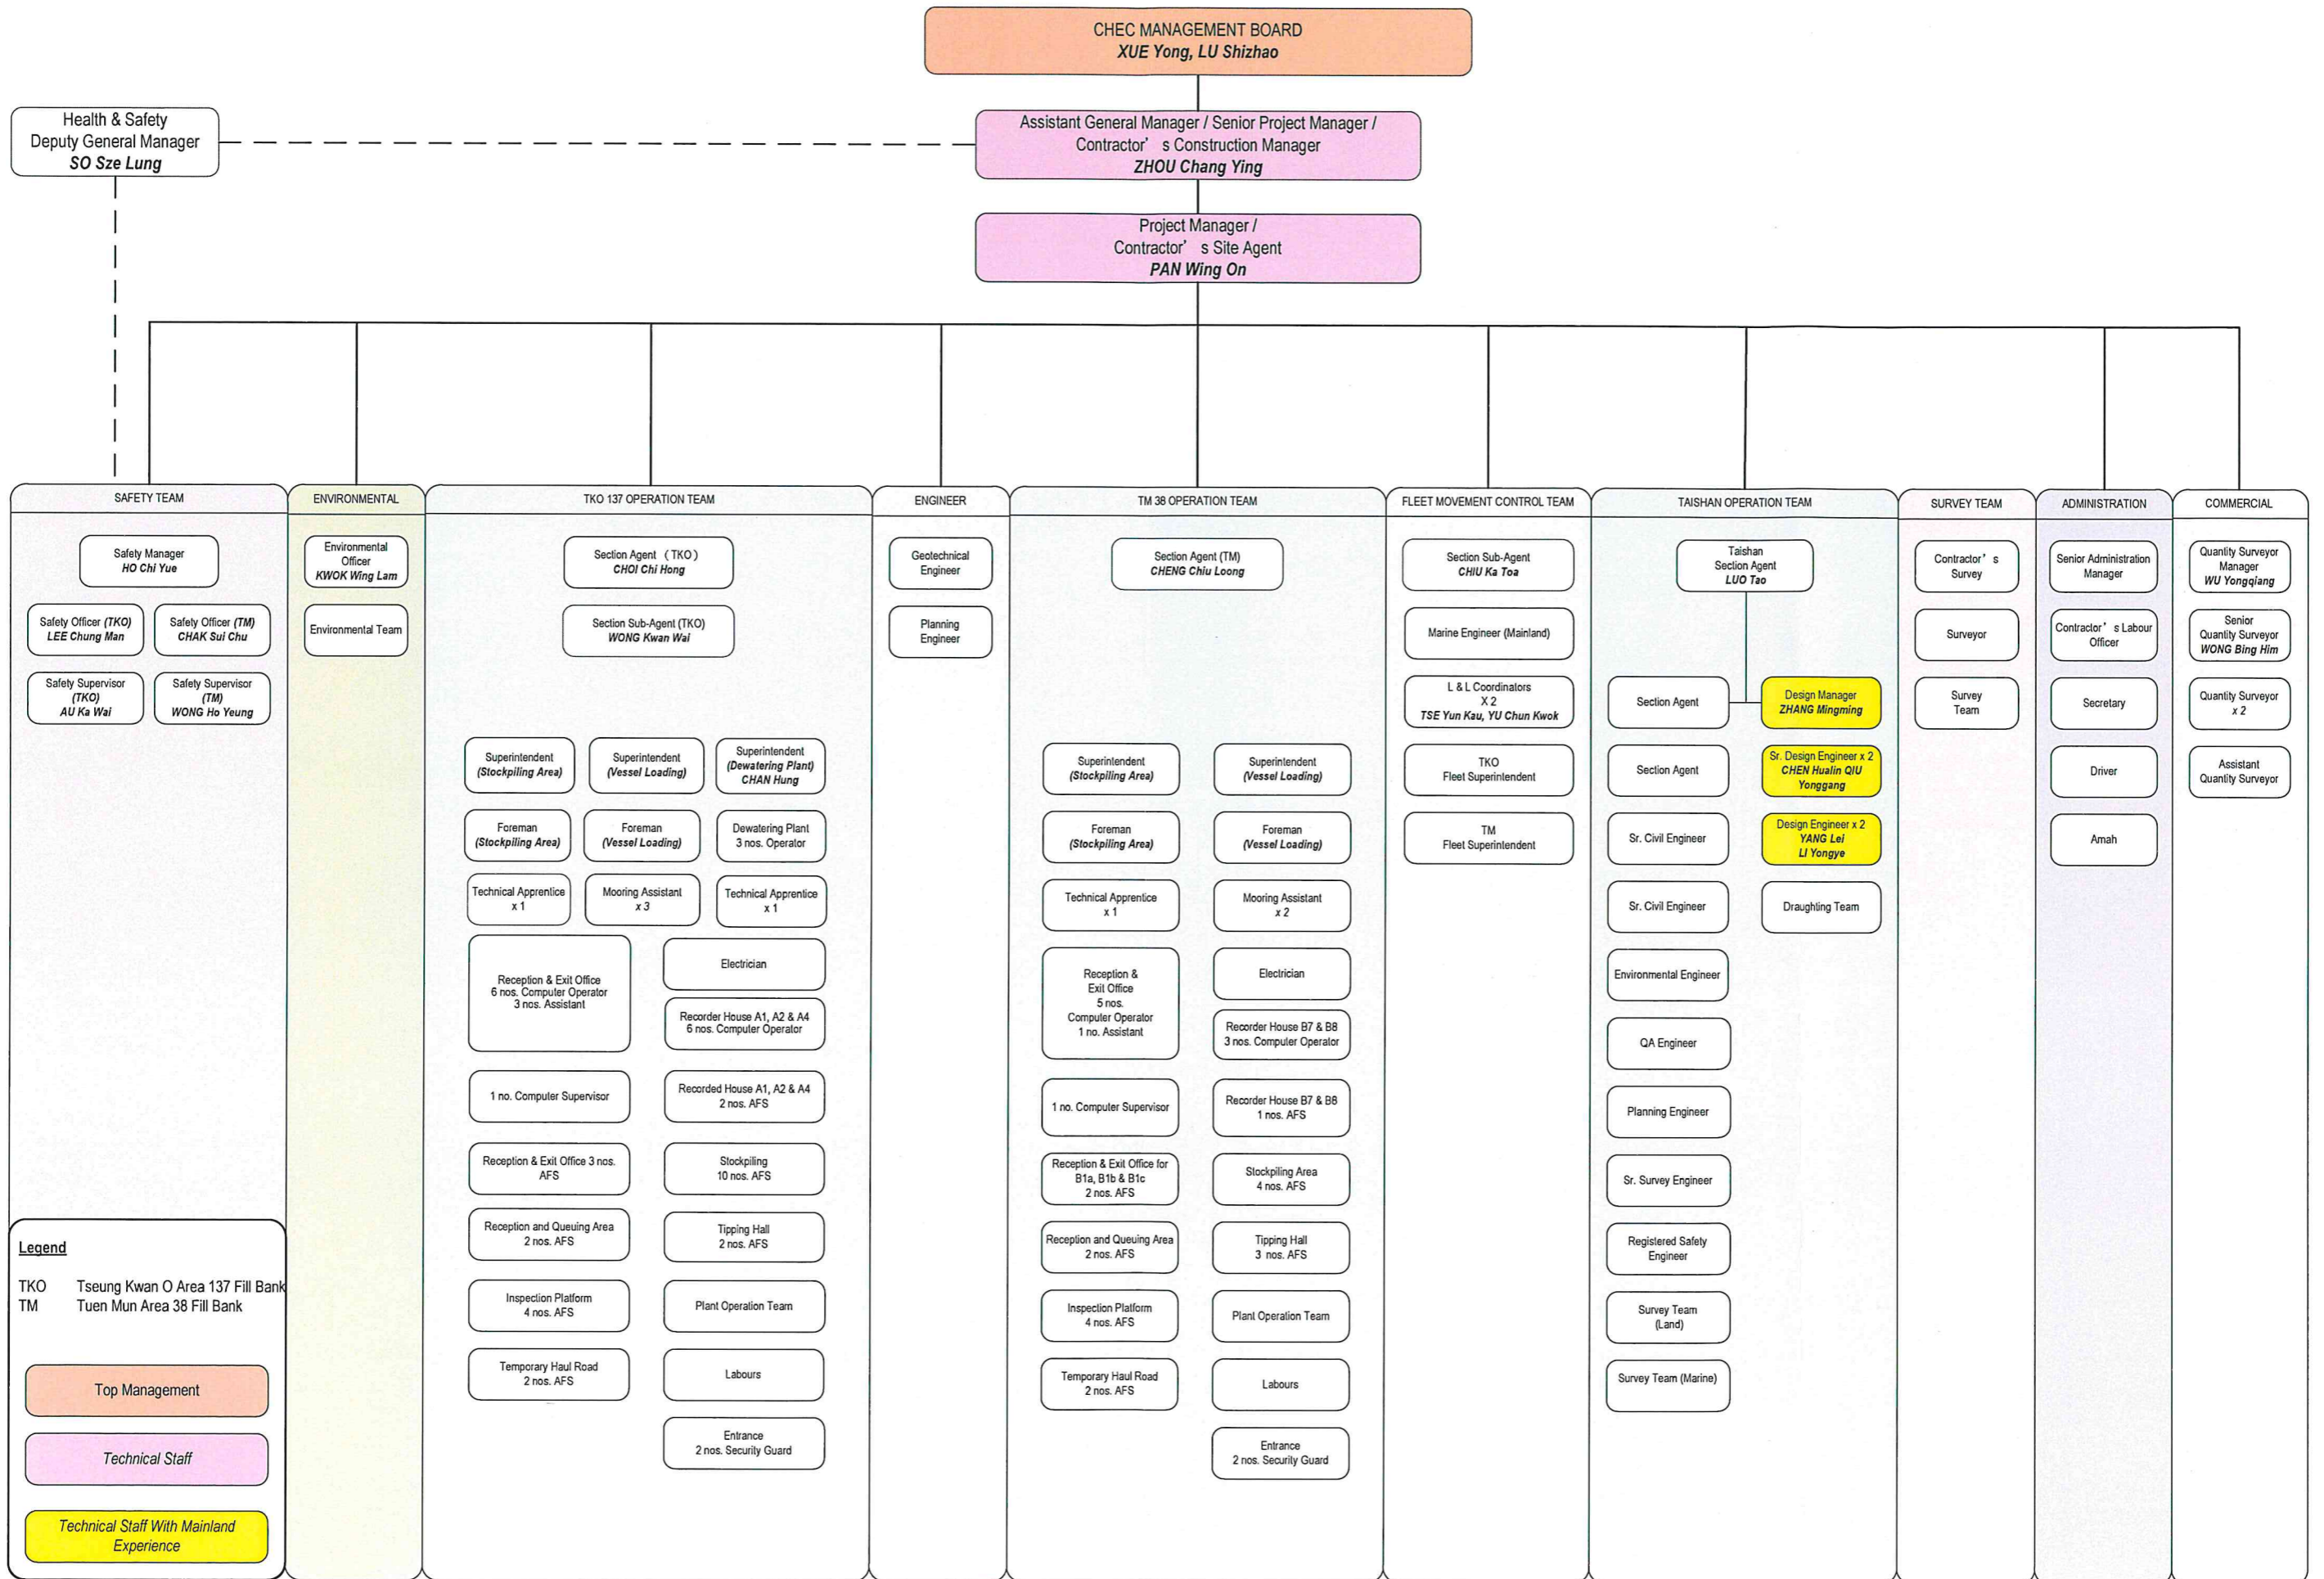 CHEC MANAGEMENT BOARD
XUE Yong, LU Shizhao
Health & Safety
Deputy General Manager
SO Sze Lung
Assistant General Manager / Senior Project Manager /
Contractor’ s Construction Manager
ZHOU Chang Ying
Project Manager /
Contractor’ s Site Agent
PAN Wing On
SAFETY TEAM
Safety Manager
HO Chi Yue
Safety Officer (TKO)
LEE Chung Man
Safety Officer (TM)
CHAK Sui Chu
Safety Supervisor
(TKO)
AU Ka Wai
Safety Supervisor
(TM)
WONG Ho Yeung
Legend
TKO Tseung Kwan O Area 137 Fill Bank
TM Tuen Mun Area 38 Fill Bank
Top Management
Technical Staff
Technical Staff With Mainland
Experience
ENVIRONMENTAL
Environmental
Officer
KWOK Wing Lam
Environmental Team
TKO 137 OPERATION TEAM
Section Agent （TKO）
CHOI Chi Hong
Section Sub-Agent (TKO)
WONG Kwan Wai
Superintendent
(Stockpiling Area)
Superintendent
(Vessel Loading)
Superintendent
(Dewatering Plant)
CHAN Hung
Foreman
(Stockpiling Area)
Foreman
(Vessel Loading)
Dewatering Plant
3 nos. Operator
Technical Apprentice
x 1
Mooring Assistant
x 3
Technical Apprentice
x 1
Reception & Exit Office
6 nos. Computer Operator
3 nos. Assistant
Electrician
Recorder House A1, A2 & A4
6 nos. Computer Operator
1 no. Computer Supervisor
Recorded House A1, A2 & A4
2 nos. AFS
Reception & Exit Office 3 nos.
AFS
Stockpiling
10 nos. AFS
Reception and Queuing Area
2 nos. AFS
Tipping Hall
2 nos. AFS
Inspection Platform
4 nos. AFS
Plant Operation Team
Temporary Haul Road
2 nos. AFS
Labours
Entrance
2 nos. Security Guard
ENGINEER
Geotechnical
Engineer
Planning
Engineer
TM 38 OPERATION TEAM
Section Agent (TM)
CHENG Chiu Loong
Superintendent
(Stockpiling Area)
Superintendent
(Vessel Loading)
Foreman
(Stockpiling Area)
Foreman
(Vessel Loading)
Technical Apprentice
x 1
Mooring Assistant
x 2
Reception &
Exit Office
5 nos.
Computer Operator
1 no. Assistant
Electrician
Recorder House B7 & B8
3 nos. Computer Operator
1 no. Computer Supervisor
Recorder House B7 & B8
1 nos. AFS
Reception & Exit Office for
B1a, B1b & B1c
2 nos. AFS
Stockpiling Area
4 nos. AFS
Reception and Queuing Area
2 nos. AFS
Tipping Hall
3 nos. AFS
Inspection Platform
4 nos. AFS
Plant Operation Team
Temporary Haul Road
2 nos. AFS
Labours
Entrance
2 nos. Security Guard
FLEET MOVEMENT CONTROL TEAM
Section Sub-Agent
CHIU Ka Toa
Marine Engineer (Mainland)
L & L Coordinators
X 2
TSE Yun Kau, YU Chun Kwok
TKO
Fleet Superintendent
TM
Fleet Superintendent
TAISHAN OPERATION TEAM
Taishan
Section Agent
LUO Tao
Section Agent
Design Manager
ZHANG Mingming
Section Agent
Sr. Design Engineer x 2
CHEN Hualin QIU
Yonggang
Sr. Civil Engineer
Design Engineer x 2
YANG Lei
LI Yongye
Sr. Civil Engineer
Draughting Team
Environmental Engineer
QA Engineer
Planning Engineer
Sr. Survey Engineer
Registered Safety
Engineer
Survey Team
(Land)
Survey Team (Marine)
SURVEY TEAM
Contractor’ s
Survey
Surveyor
Survey
Team
ADMINISTRATION
Senior Administration
Manager
Contractor’ s Labour
Officer
Secretary
Driver
Amah
COMMERCIAL
Quantity Surveyor
Manager
WU Yongqiang
Senior
Quantity Surveyor
WONG Bing Him
Quantity Surveyor
x 2
Assistant
Quantity Surveyor